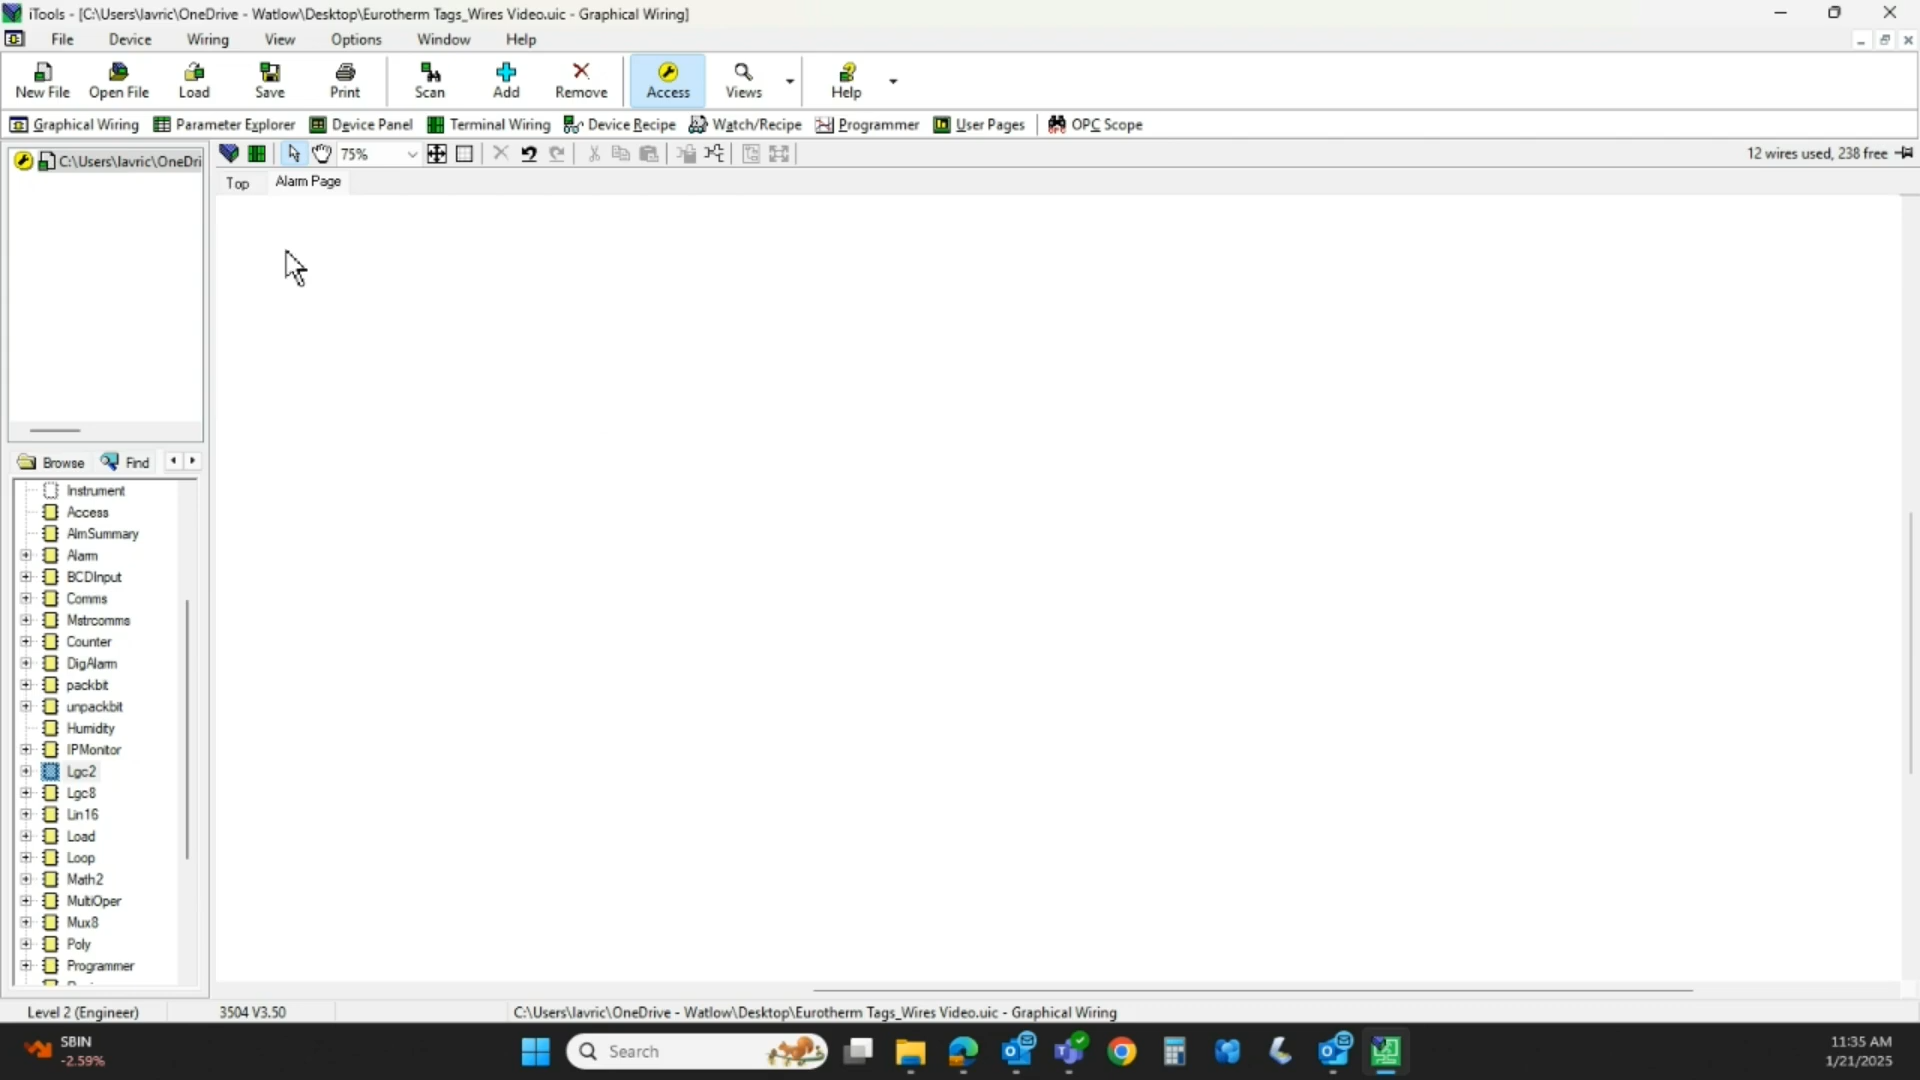 iTools - [C:\Users\lavric\OneDrive - Watlow\Desktop\Eurotherm Tags_Wires Video.uic - Graphical Wiring]
File Device Wiring View Options Window Help
New File Open File Load Save Print Scan Add Remove Access Views Help
Graphical Wiring Parameter Explorer Device Panel Terminal Wiring Device Recipe Watch/Recipe Programmer User Pages OPC Scope
C:\Users\lavric\OneDri
75%
12 wires used, 238 free
Top Alarm Page
Browse Find
Instrument
Access
AlmSummary
Alarm
BCDInput
Comms
Mstrcomms
Counter
DigAlarm
packbit
unpackbit
Humidity
IPMonitor
Lgc2
Lgc8
Lin16
Load
Loop
Math2
MultiOper
Mux8
Poly
Programmer
Level 2 (Engineer) 3504 V3.50 C:\Users\lavric\OneDrive - Watlow\Desktop\Eurotherm Tags_Wires Video.uic - Graphical Wiring
SBIN
-2.59%
Search
11:35 AM
1/21/2025